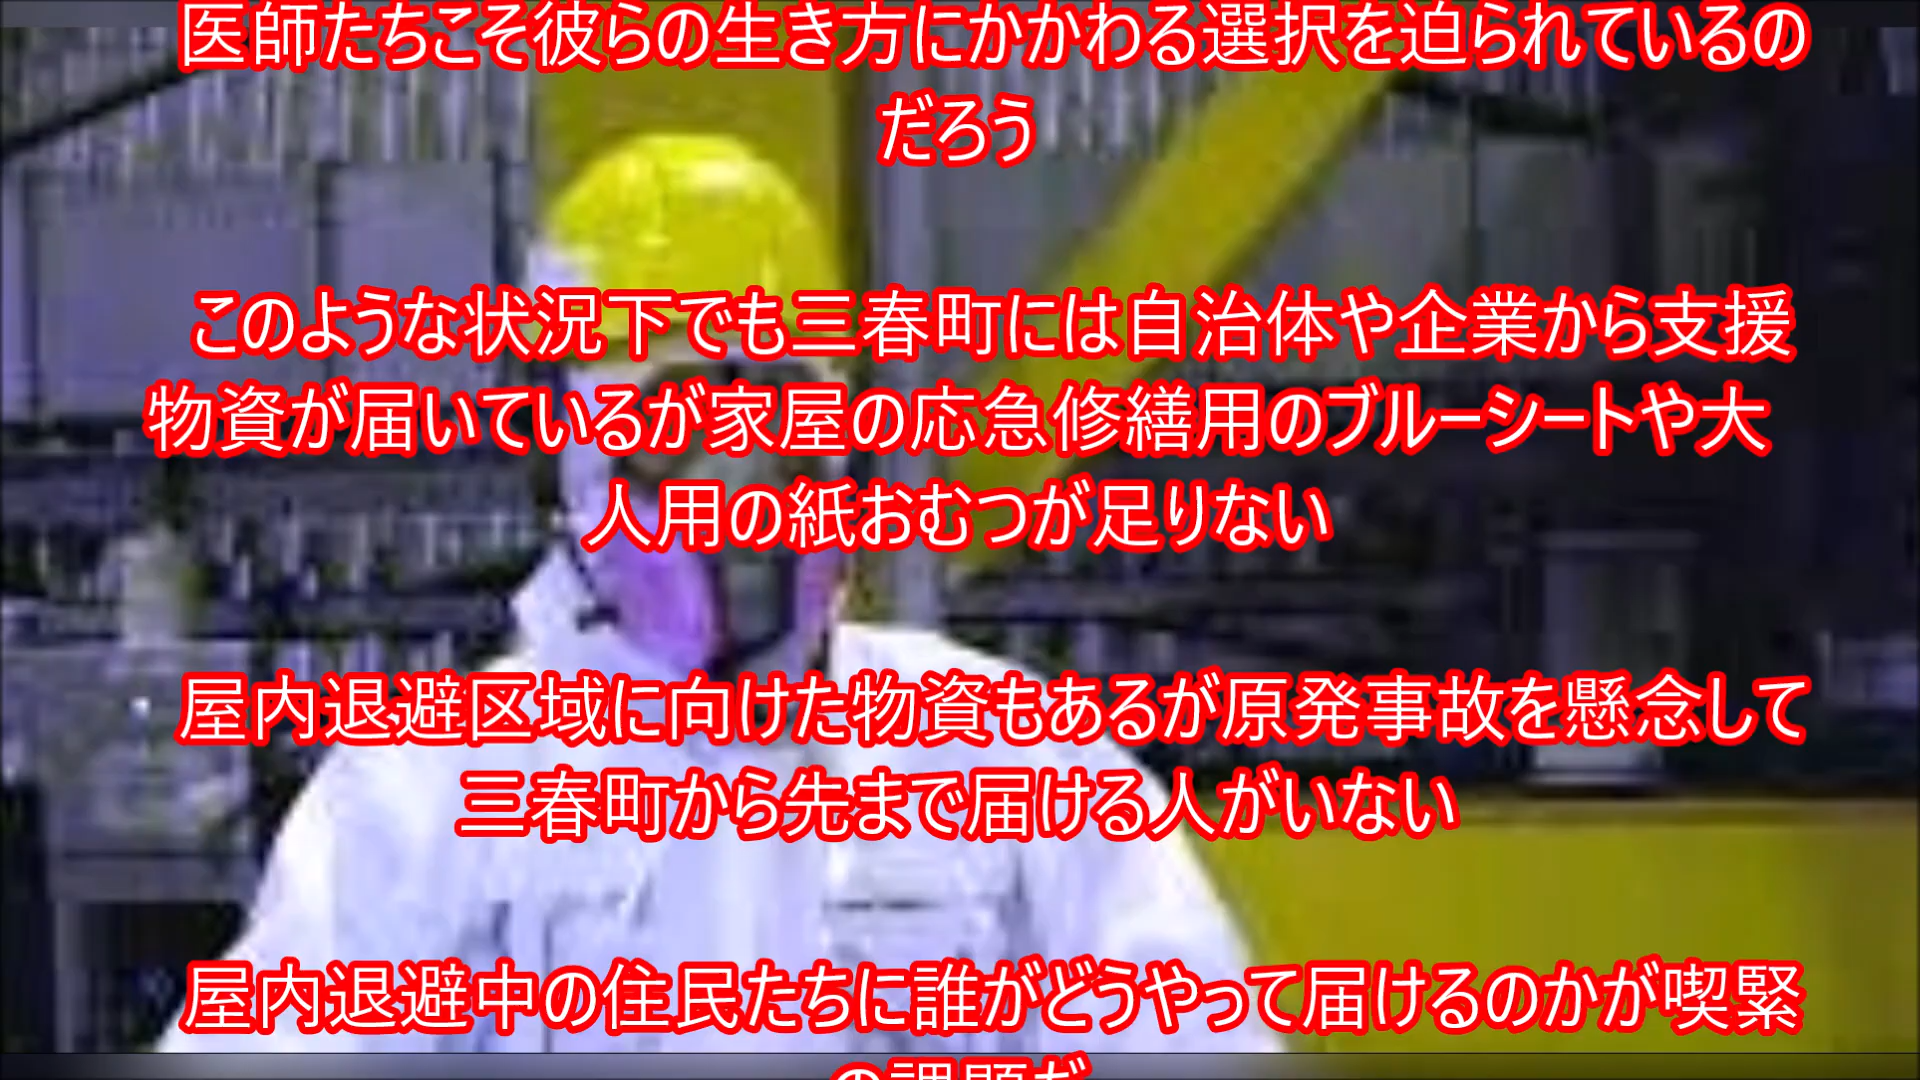 医師たちこそ彼らの生き方にかかわる選択を迫られているの
だろう
このような状況下でも三春町には自治体や企業から支援
物資が届いているが家屋の応急修繕用のブルーシートや大
人用の紙おむつが足りない
屋内退避区域に向けた物資もあるが原発事故を懸念して
三春町から先まで届ける人がいない
屋内退避中の住民たちに誰がどうやって届けるのかが喫緊
の課題だ